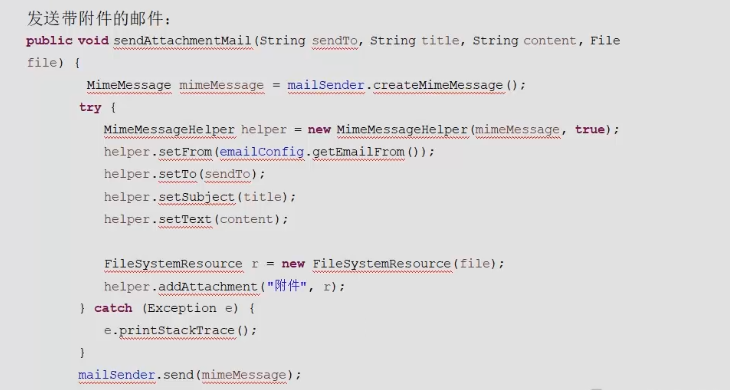 发送带附件的邮件：
public void sendAttachmentMail(String sendTo, String title, String content, File
file) {
MimeMessage mimeMessage = mailSender.createMimeMessage();
try {
MimeMessageHelper helper = new MimeMessageHelper(mimeMessage, true);
helper.setFrom(emailConfig.getEmailFrom());
helper.setTo(sendTo);
helper.setSubject(title);
helper.setText(content);
FileSystemResource r = new FileSystemResource(file);
helper.addAttachment("附件", r);
} catch (Exception e) {
e.printStackTrace();
}
mailSender.send(mimeMessage);